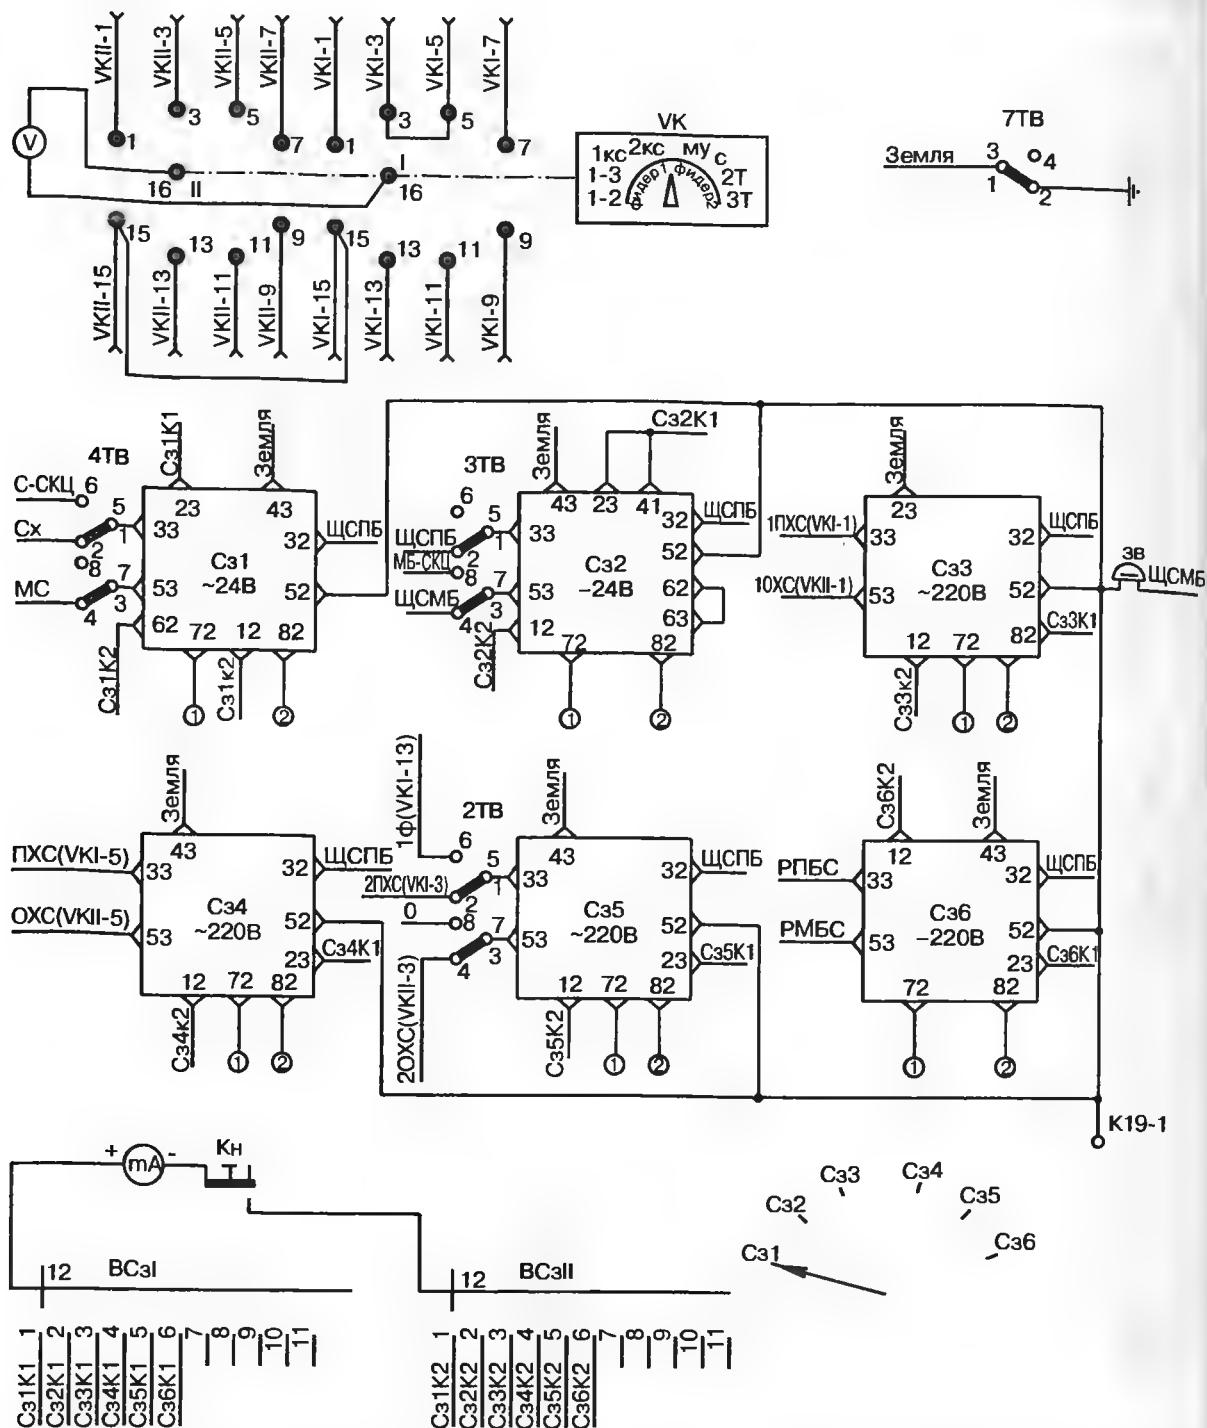 VKII-1 VKII-3 VKII-5 VKII-7 VKI-1 VKI-3 VKI-5 VKI-7
1 3 5 7 1 3 5 7
V
16 II I 16
15 13 11 9 15 13 11 9
VKII-15 VKII-13 VKII-11 VKII-9 VKI-15 VKI-13 VKI-11 VKI-9
VK
1кс 2кс му с
1-3 2Т
1-2 3Т
фидер1 фидер2
7ТВ
Земля 3 4
1 2
4ТВ Сз1К1 Земля
С-СКЦ 6 5
Сх 2 1
8 7
МС 4 3
23 43
33 32 ЩСПБ
Сз1
~24В
53 52
62 72 12 82
Сз1К2 1 Сз1к2 2
3ТВ Земля Сз2К1
6 5
ЩСПБ 2 1
МБ-СКЦ 8 7
ЩСМБ 4 3
43 23 41
33 32 ЩСПБ
52
Сз2
−24В
53 62
63
12 72 82
Сз2К2 1 2
Земля
23
1ПХС(VKI-1) 33 32 ЩСПБ
Сз3
~220В
1ОХС(VKII-1) 53 52
82 Сз3К1
12 72
Сз3к2 1 2
зв ЩСМБ
Земля
43
ПХС(VKI-5) 33 32 ЩСПБ
Сз4
~220В
ОХС(VKII-5) 53 52
23 Сз4К1
12 72 82
Сз4к2 1 2
1ф(VKI-13) 2ТВ Земля
6 5
2ПХС(VKI-3) 2 1
0 8 7
4 3
2ОХС(VKII-3)
43
33 32 ЩСПБ
Сз5
~220В
53 52
23 Сз5К1
12 72 82
Сз5К2 1 2
Сз6К2 Земля
12 43
РПБС 33 32 ЩСПБ
Сз6
−220В
РМБС 53 52
23 Сз6К1
72 82
1 2
К19-1
+ mA - Кн
12 ВСзI
12 ВСзII
Сз1 Сз2 Сз3 Сз4 Сз5 Сз6
1 2 3 4 5 6 7 8 9 10 11
Сз1К1 Сз2К1 Сз3К1 Сз4К1 Сз5К1 Сз6К1
1 2 3 4 5 6 7 8 9 10 11
Сз1К2 Сз2К2 Сз3К2 Сз4К2 Сз5К2 Сз6К2